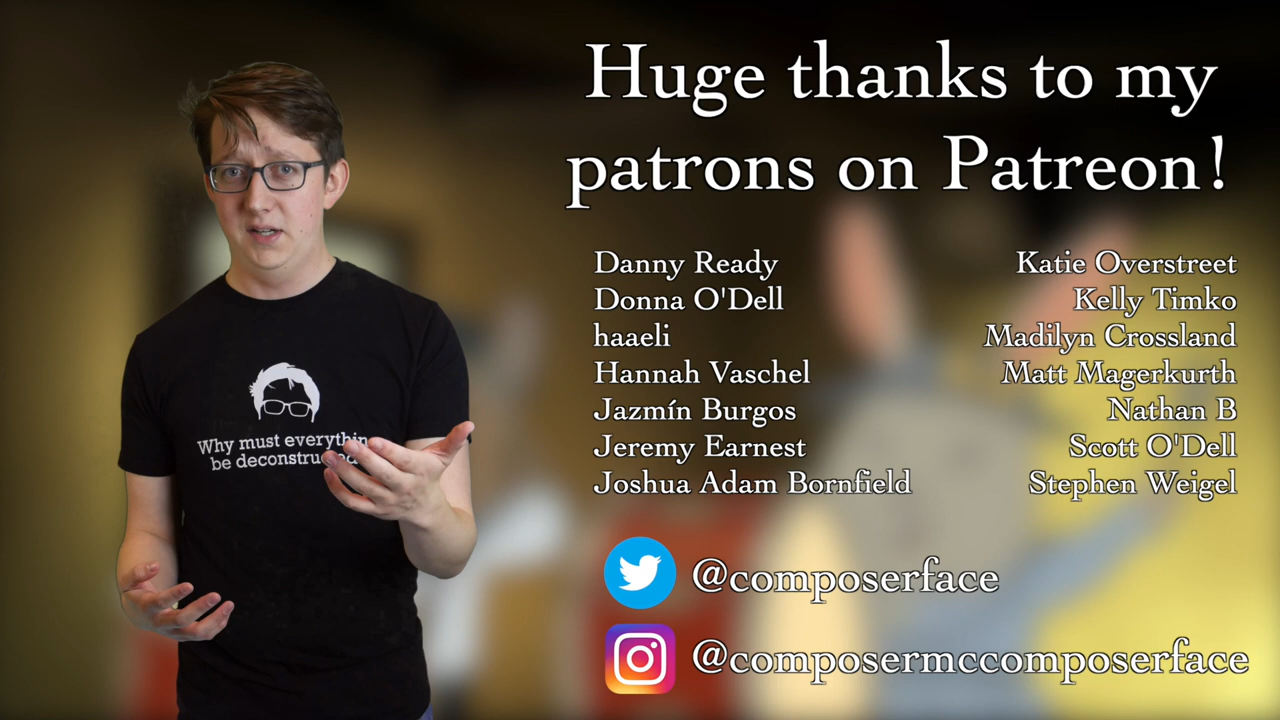 Huge thanks to my
patrons on Patreon!
Danny Ready
Donna O'Dell
haaeli
Hannah Vaschel
Jazmín Burgos
Jeremy Earnest
Joshua Adam Bornfield
Katie Overstreet
Kelly Timko
Madilyn Crossland
Matt Magerkurth
Nathan B
Scott O'Dell
Stephen Weigel
@composerface
@composermccomposerface
Why must
be